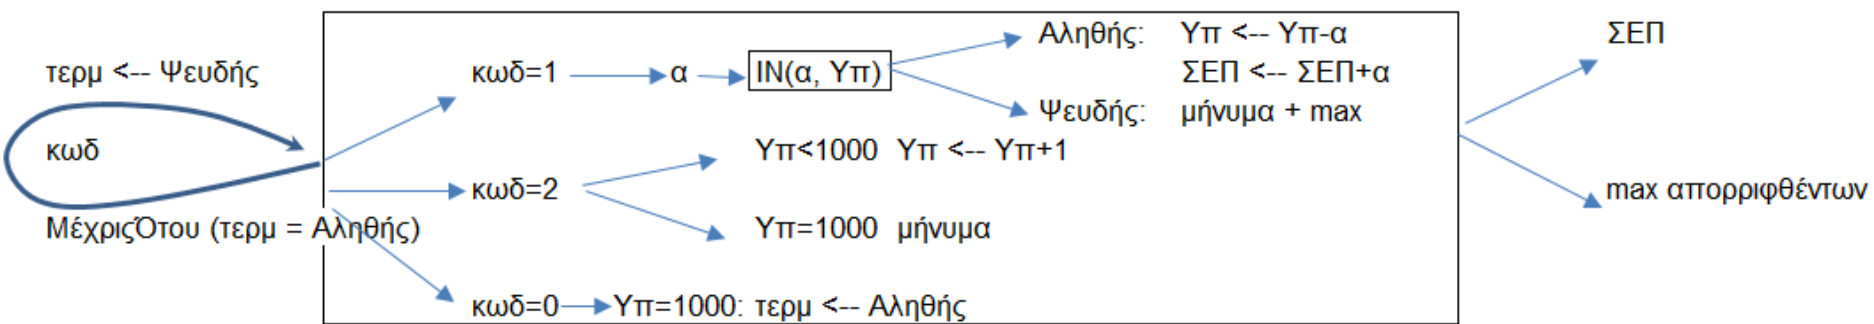 Αληθής: Υπ <-- Υπ-α
ΣΕΠ
τερμ <-- Ψευδής
κωδ=1 α IN(α, Υπ)
ΣΕΠ <-- ΣΕΠ+α
Ψευδής: μήνυμα + max
κωδ
Υπ<1000 Υπ <-- Υπ+1
κωδ=2
max απορριφθέντων
ΜέχριςΌτου (τερμ = Αληθής)
Υπ=1000 μήνυμα
κωδ=0 Υπ=1000: τερμ <-- Αληθής